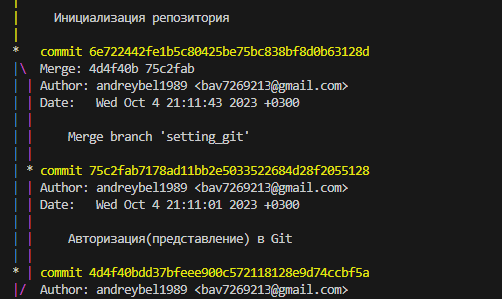 Инициализация репозитория
* commit 6e722442fe1b5c80425be75bc838bf8d0b63128d
|\ Merge: 4d4f40b 75c2fab
| | Author: andreybel1989 <bav7269213@gmail.com>
| | Date: Wed Oct 4 21:11:43 2023 +0300
| | Merge branch 'setting_git'
| * commit 75c2fab7178ad11bb2e5033522684d28f2055128
| | Author: andreybel1989 <bav7269213@gmail.com>
| | Date: Wed Oct 4 21:11:01 2023 +0300
| | Авторизация(представление) в Git
* | commit 4d4f40bdd37bfeee900c572118128e9d74ccbf5a
|/ Author: andreybel1989 <bav7269213@gmail.com>